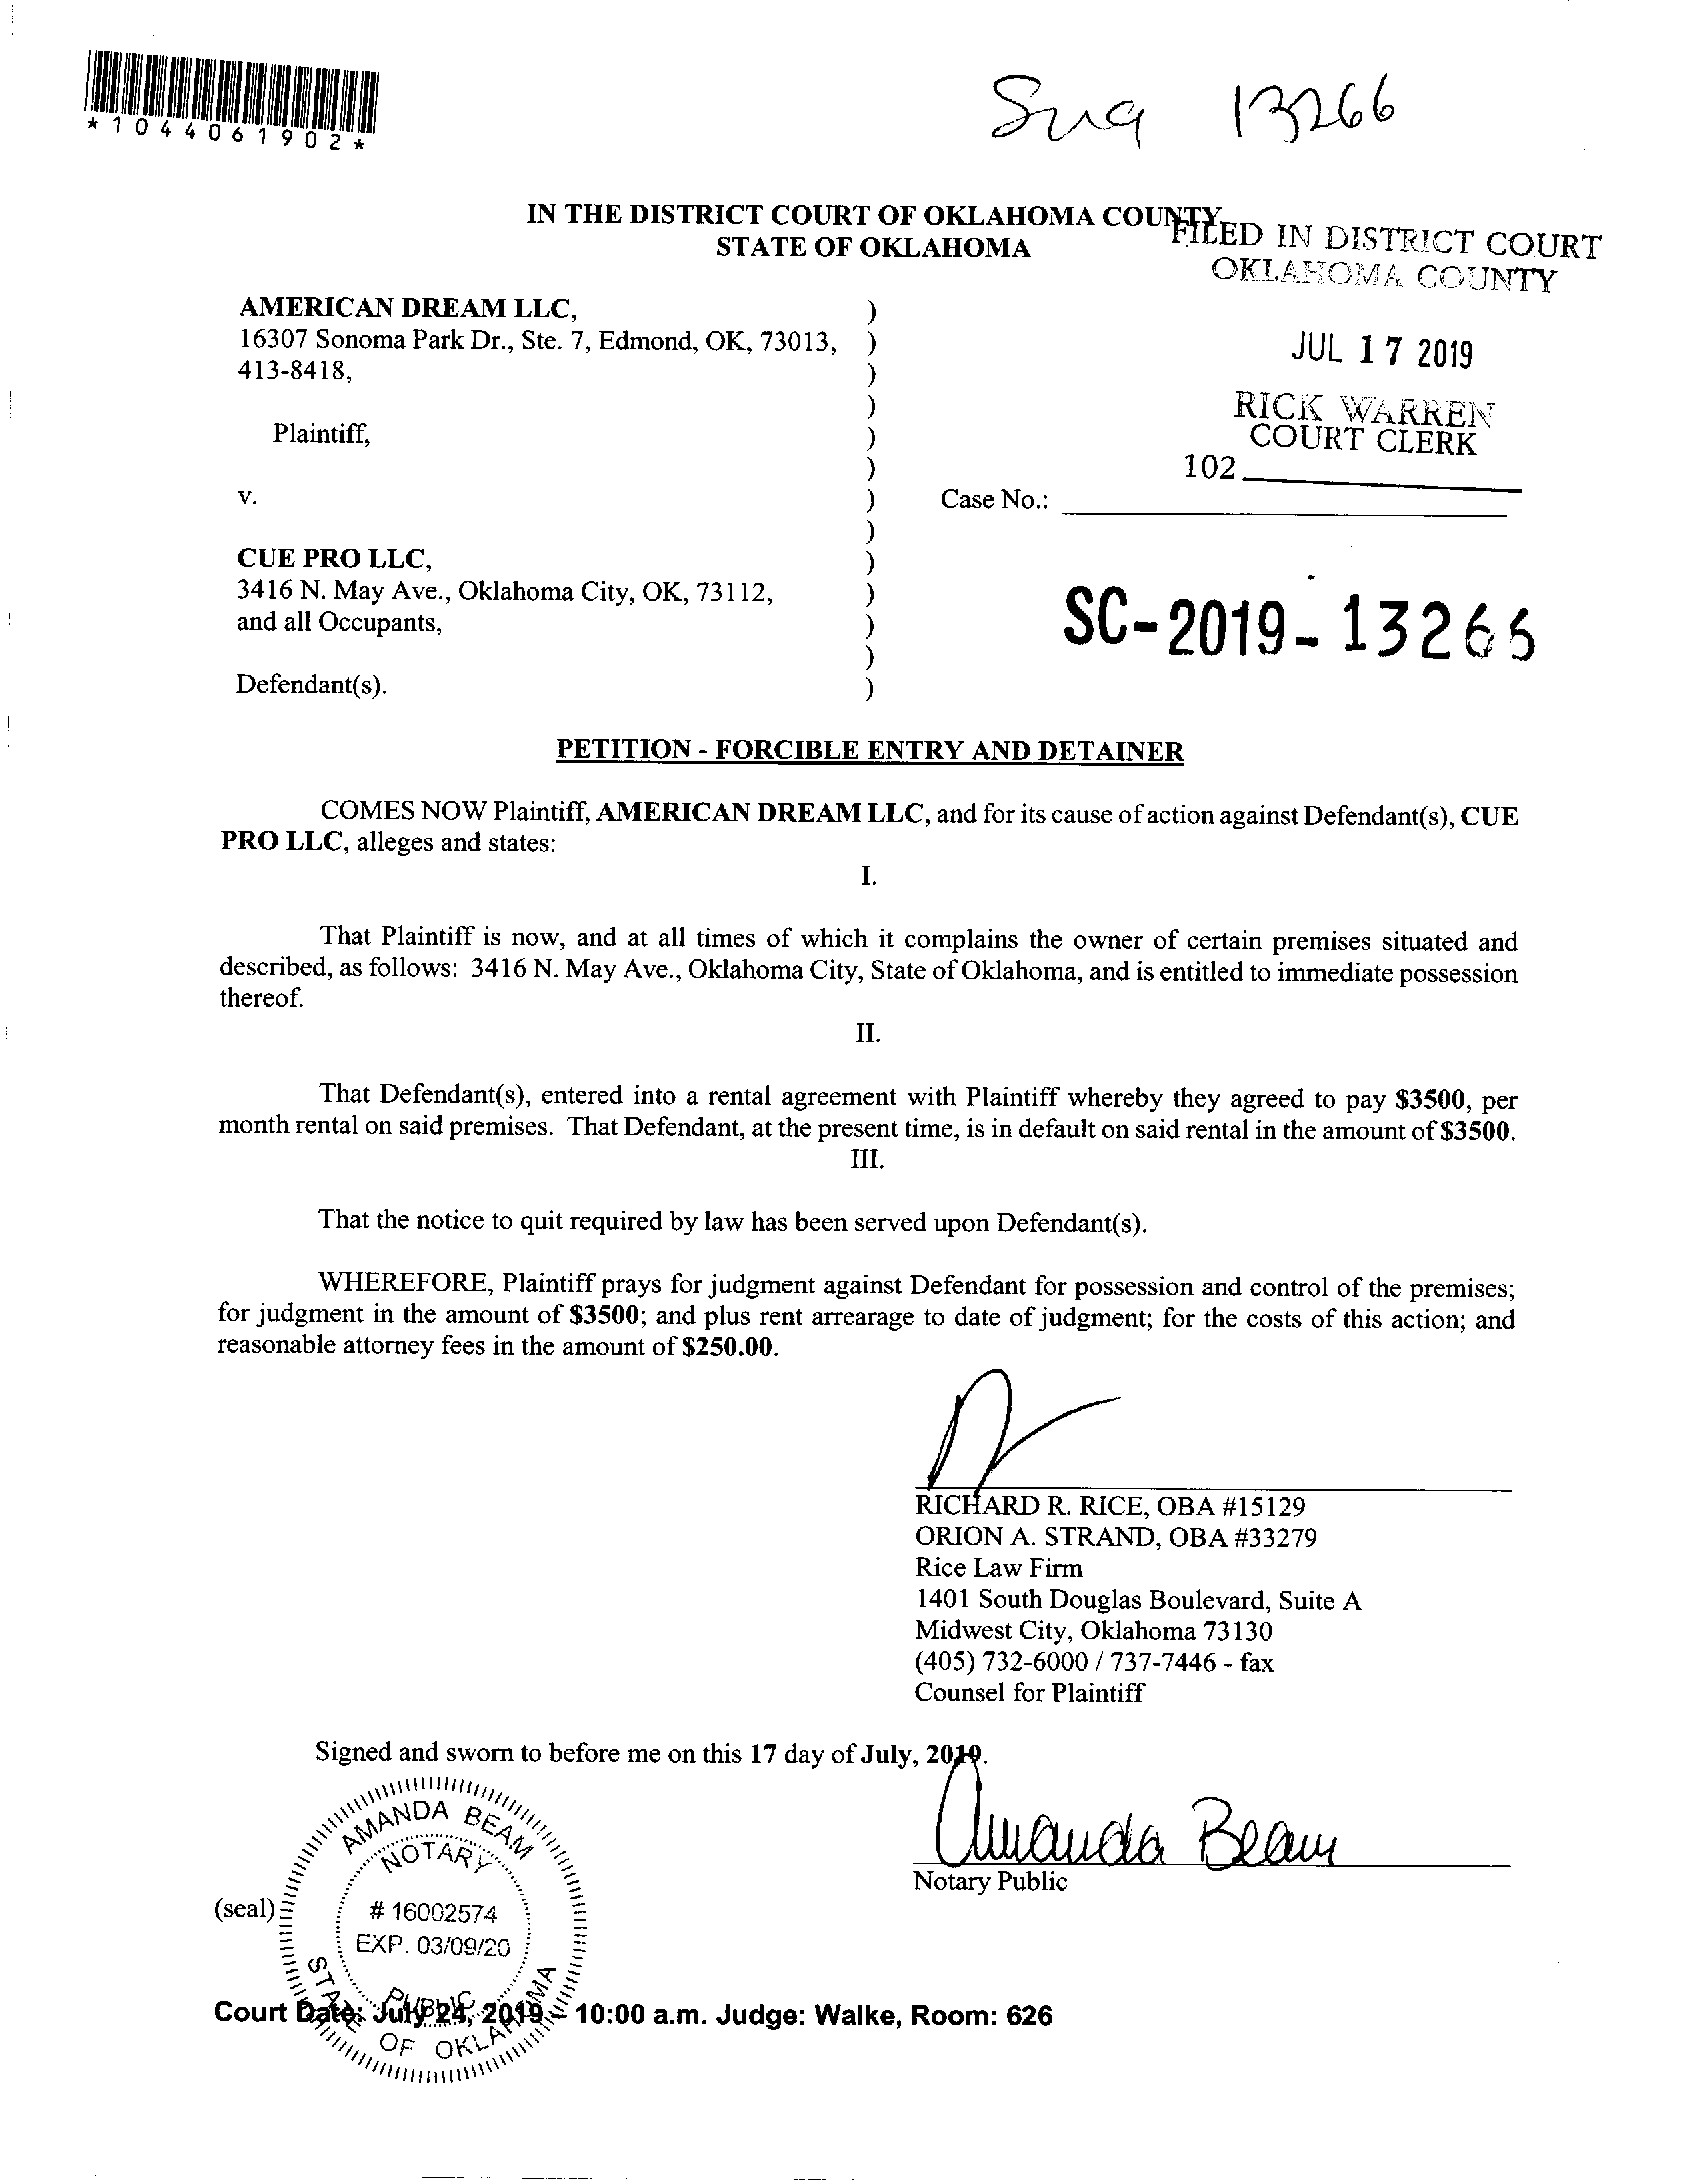 *1044061902*
13266
IN THE DISTRICT COURT OF OKLAHOMA COUNTY
STATE OF OKLAHOMA
FILED IN DISTRICT COURT
OKLAHOMA COUNTY
JUL 17 2019
RICK WARREN
COURT CLERK
102
AMERICAN DREAM LLC, )
16307 Sonoma Park Dr., Ste. 7, Edmond, OK, 73013, )
413-8418, )
)
Plaintiff, )
)
v. ) Case No.:
)
CUE PRO LLC, )
3416 N. May Ave., Oklahoma City, OK, 73112, )
and all Occupants, )
)
Defendant(s). )
SC-2019-13266
PETITION - FORCIBLE ENTRY AND DETAINER
COMES NOW Plaintiff, AMERICAN DREAM LLC, and for its cause of action against Defendant(s), CUE
PRO LLC, alleges and states:
I.
That Plaintiff is now, and at all times of which it complains the owner of certain premises situated and
described, as follows: 3416 N. May Ave., Oklahoma City, State of Oklahoma, and is entitled to immediate possession
thereof.
II.
That Defendant(s), entered into a rental agreement with Plaintiff whereby they agreed to pay $3500, per
month rental on said premises. That Defendant, at the present time, is in default on said rental in the amount of $3500.
III.
That the notice to quit required by law has been served upon Defendant(s).
WHEREFORE, Plaintiff prays for judgment against Defendant for possession and control of the premises;
for judgment in the amount of $3500; and plus rent arrearage to date of judgment; for the costs of this action; and
reasonable attorney fees in the amount of $250.00.
RICHARD R. RICE, OBA #15129
ORION A. STRAND, OBA #33279
Rice Law Firm
1401 South Douglas Boulevard, Suite A
Midwest City, Oklahoma 73130
(405) 732-6000 / 737-7446 - fax
Counsel for Plaintiff
Signed and sworn to before me on this 17 day of July, 2019.
Amanda Beam
Notary Public
(seal)
AMANDA BEAM
NOTARY
# 16002574
EXP. 03/09/20
PUBLIC
STATE OF OKLAHOMA
Court Date: July 24, 2019 - 10:00 a.m. Judge: Walke, Room: 626